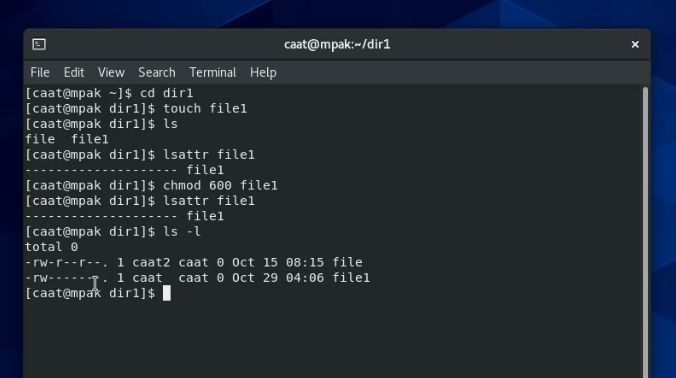 caat@mpak:~/dir1
File Edit View Search Terminal Help
[caat@mpak ~]$ cd dir1
[caat@mpak dir1]$ touch file1
[caat@mpak dir1]$ ls
file  file1
[caat@mpak dir1]$ lsattr file1
-------------------- file1
[caat@mpak dir1]$ chmod 600 file1
[caat@mpak dir1]$ lsattr file1
-------------------- file1
[caat@mpak dir1]$ ls -l
total 0
-rw-r--r--. 1 caat2 caat 0 Oct 15 08:15 file
-rw-------. 1 caat  caat 0 Oct 29 04:06 file1
[caat@mpak dir1]$